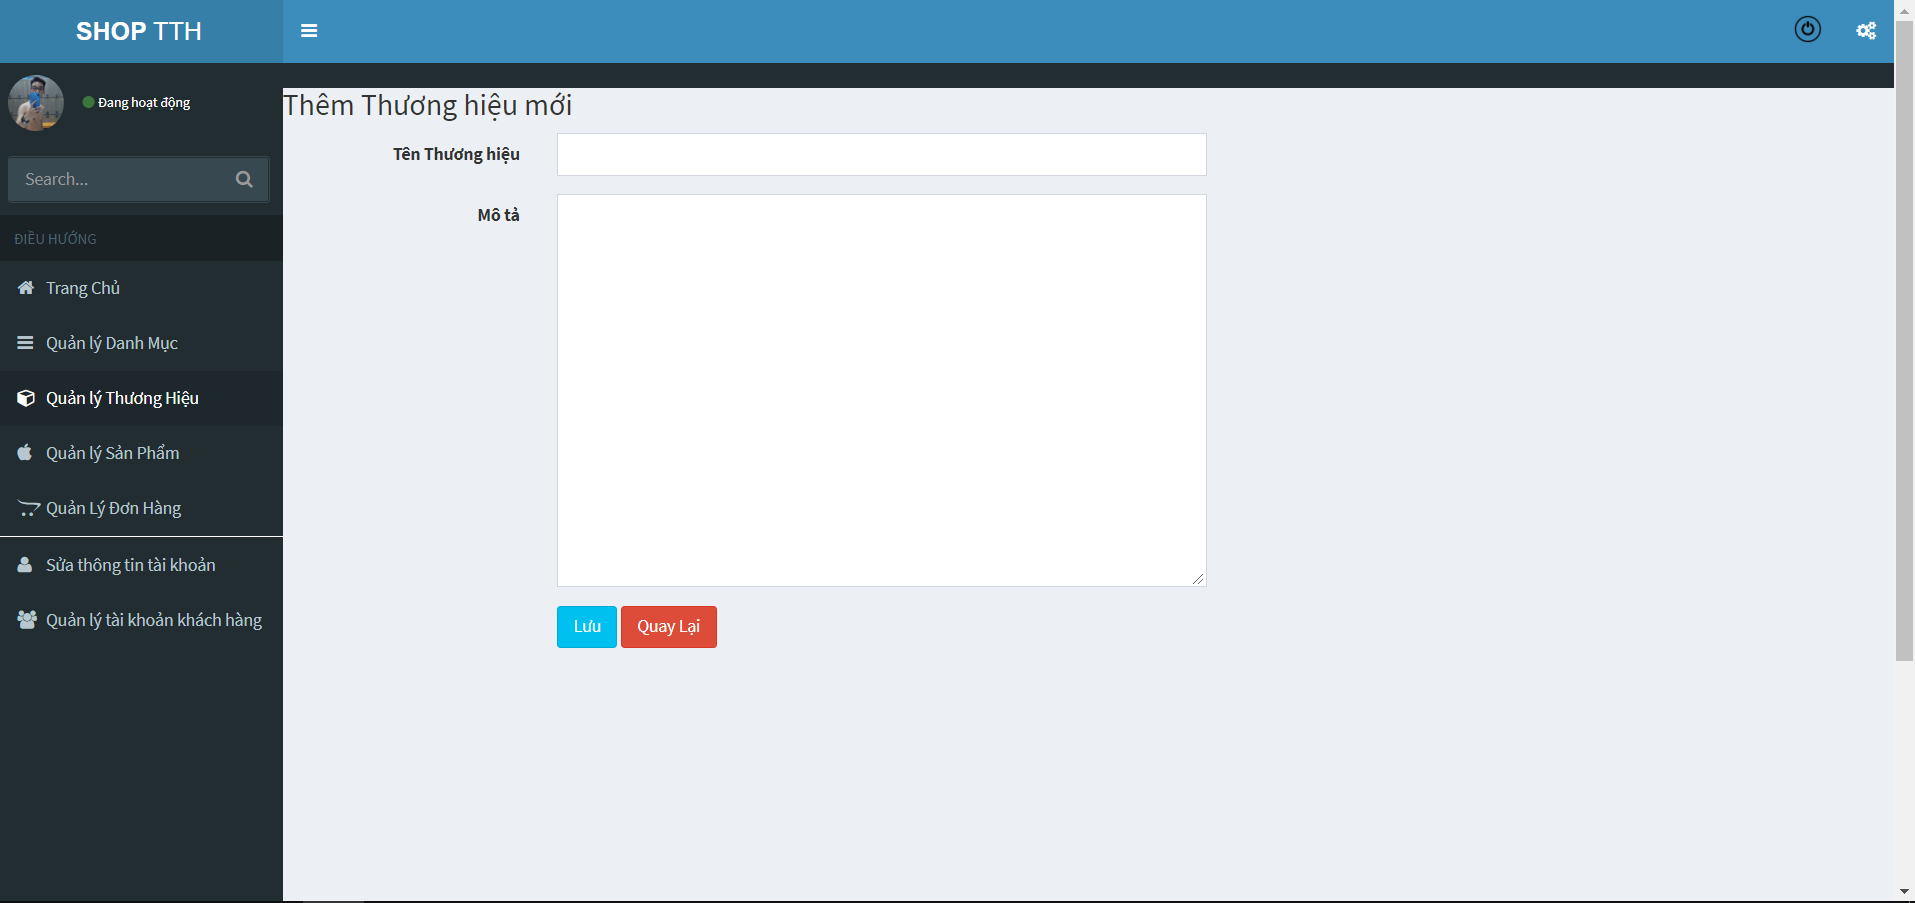 SHOP TTH
Đang hoạt động
Search...
ĐIỀU HƯỚNG
Trang Chủ
Quản lý Danh Mục
Quản lý Thương Hiệu
Quản lý Sản Phẩm
Quản Lý Đơn Hàng
Sửa thông tin tài khoản
Quản lý tài khoản khách hàng
Thêm Thương hiệu mới
Tên Thương hiệu
Mô tả
Lưu Quay Lại